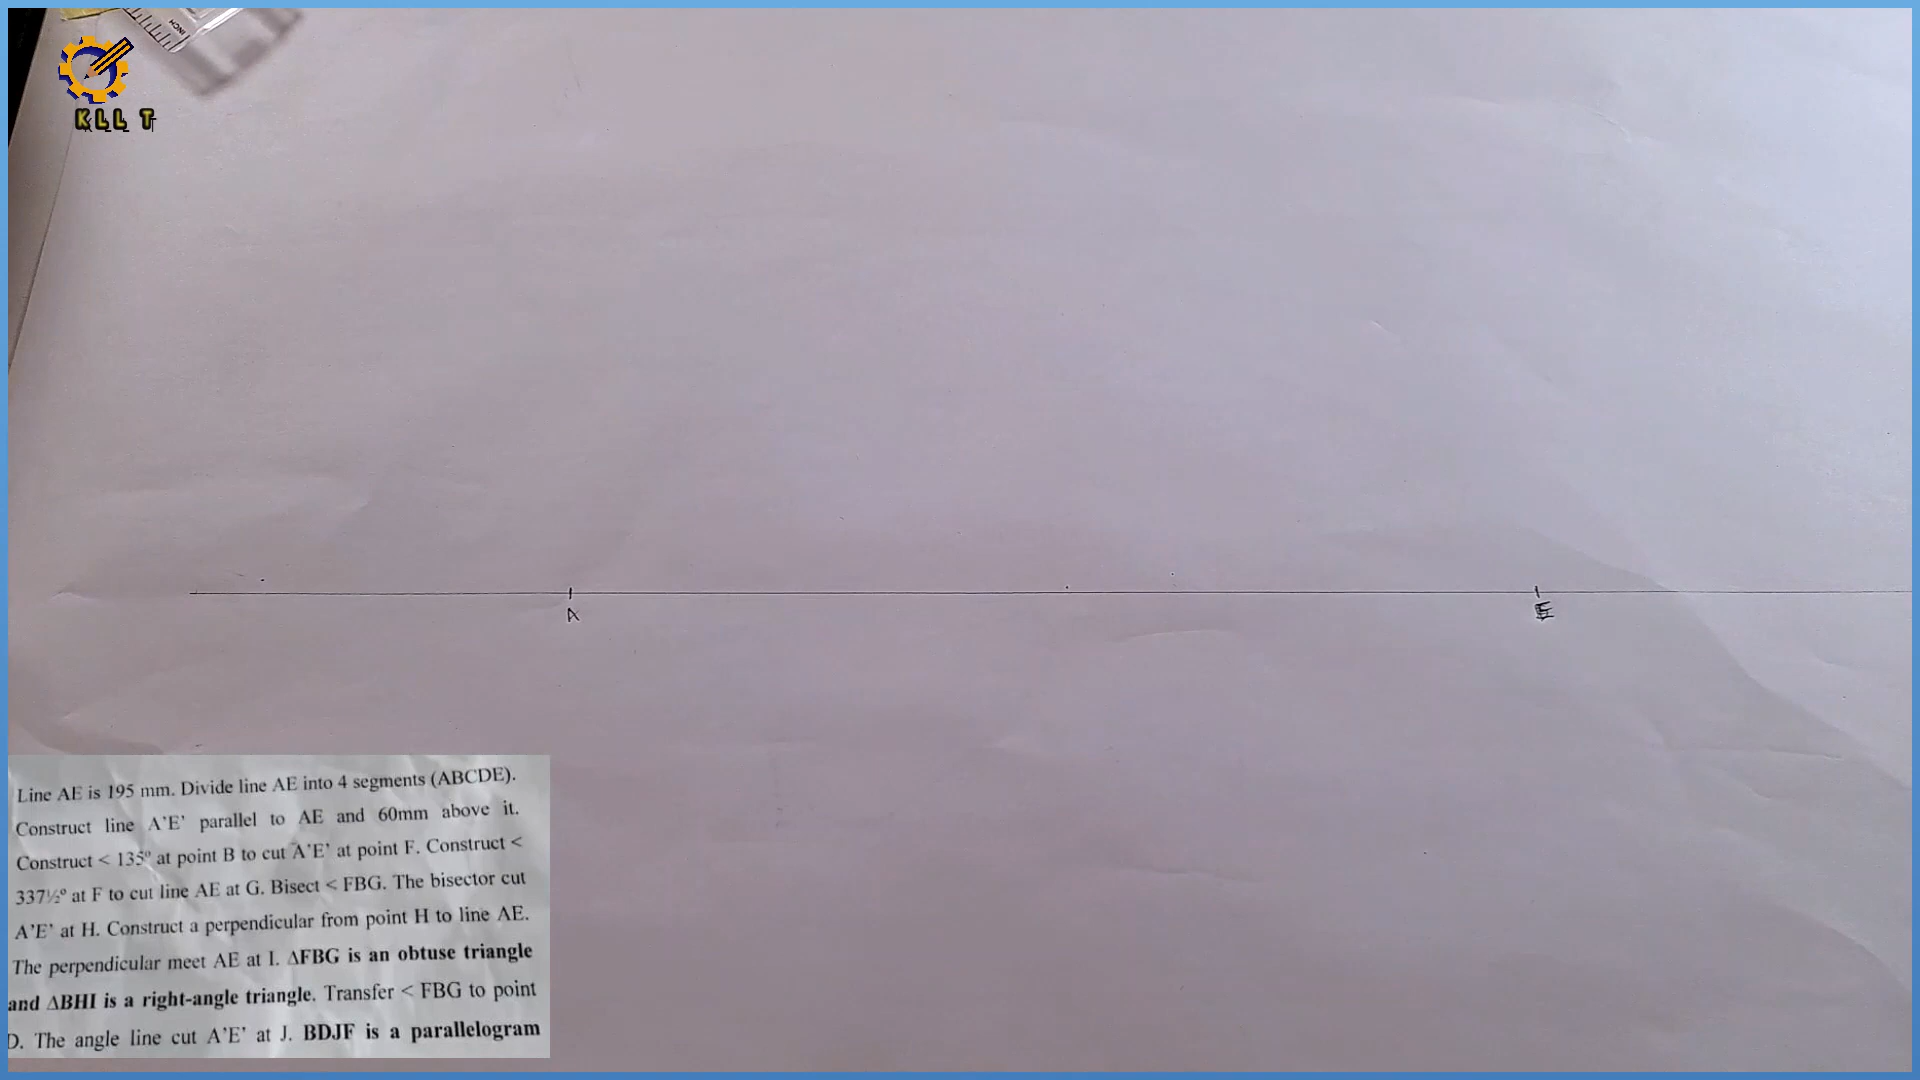 INCH
KLLT
A
E
Line AE is 195 mm. Divide line AE into 4 segments (ABCDE).
Construct line A’E’ parallel to AE and 60mm above it.
Construct < 135º at point B to cut A’E’ at point F. Construct <
337½º at F to cut line AE at G. Bisect < FBG. The bisector cut
A’E’ at H. Construct a perpendicular from point H to line AE.
The perpendicular meet AE at I. ΔFBG is an obtuse triangle
and ΔBHI is a right-angle triangle. Transfer < FBG to point
D. The angle line cut A’E’ at J. BDJF is a parallelogram